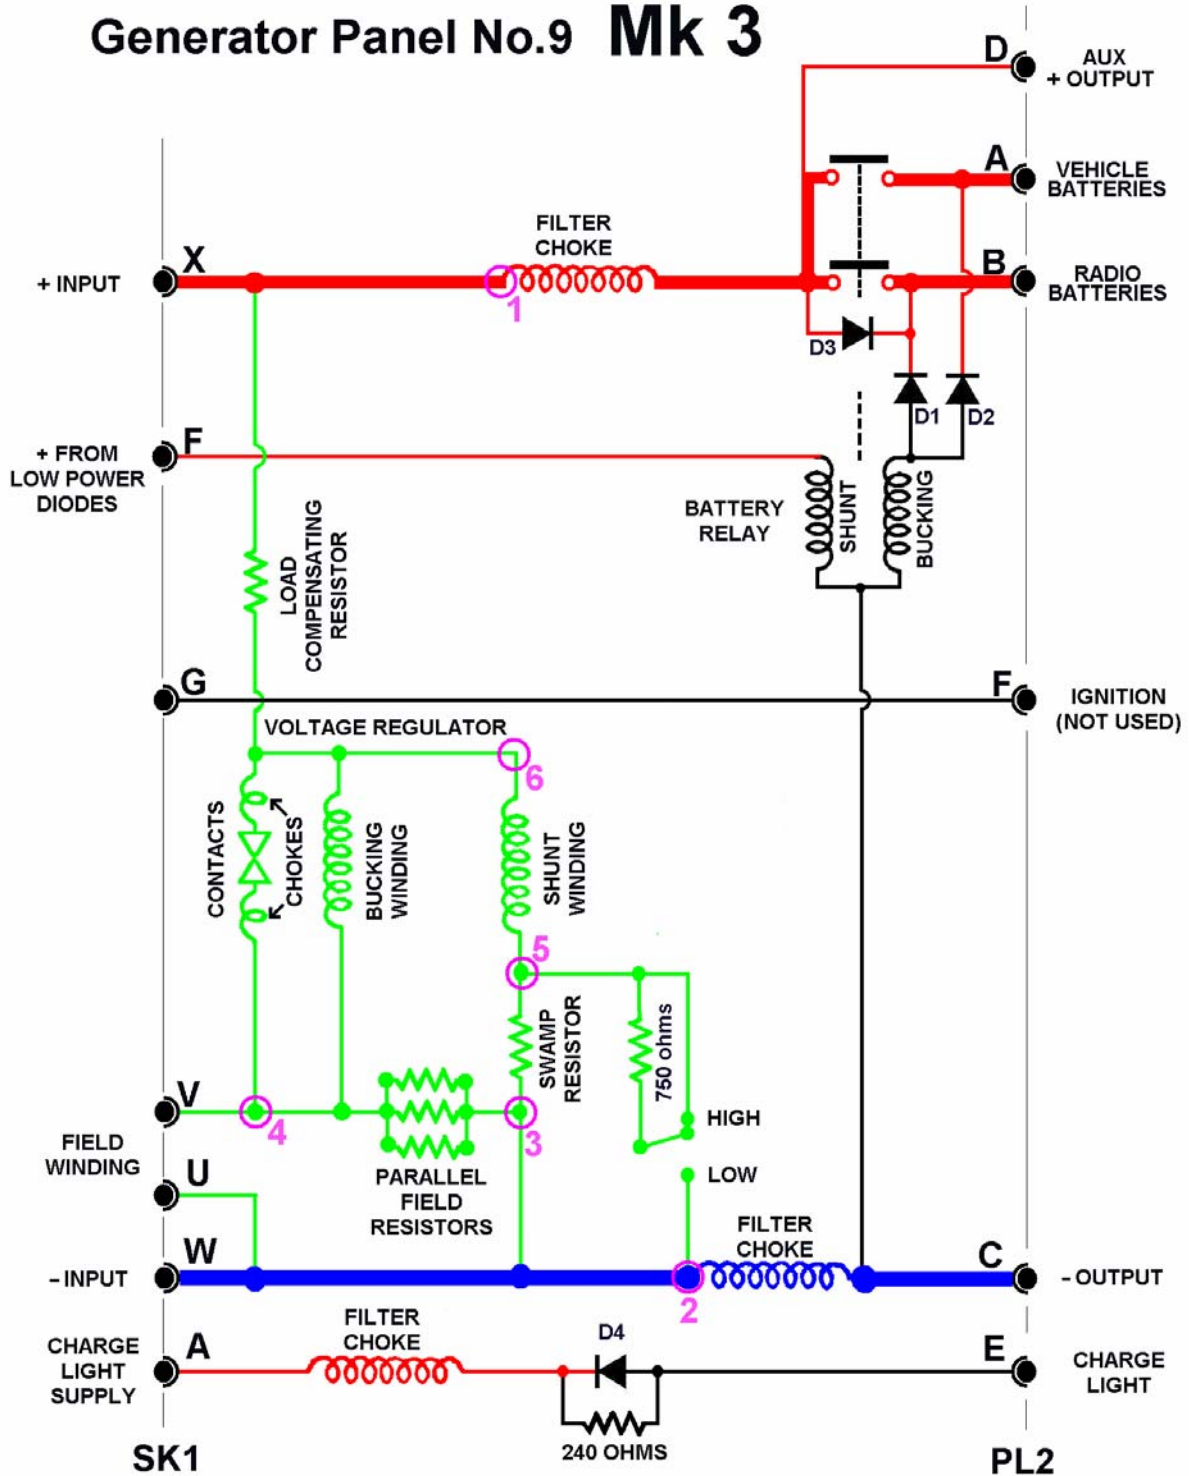 Generator Panel No.9 Mk 3
D
AUX
+ OUTPUT
A
VEHICLE
BATTERIES
FILTER
CHOKE
X
+ INPUT
1
B
RADIO
BATTERIES
D3
D1
D2
F
+ FROM
LOW POWER
DIODES
BATTERY
RELAY
SHUNT
BUCKING
LOAD
COMPENSATING
RESISTOR
G
F
IGNITION
(NOT USED)
VOLTAGE REGULATOR
6
CONTACTS
CHOKES
BUCKING
WINDING
SHUNT
WINDING
5
SWAMP
RESISTOR
750 ohms
V
4
3
HIGH
LOW
FIELD
WINDING
U
PARALLEL
FIELD
RESISTORS
W
– INPUT
FILTER
CHOKE
2
C
– OUTPUT
FILTER
CHOKE
D4
CHARGE
LIGHT
SUPPLY
A
E
CHARGE
LIGHT
240 OHMS
SK1
PL2